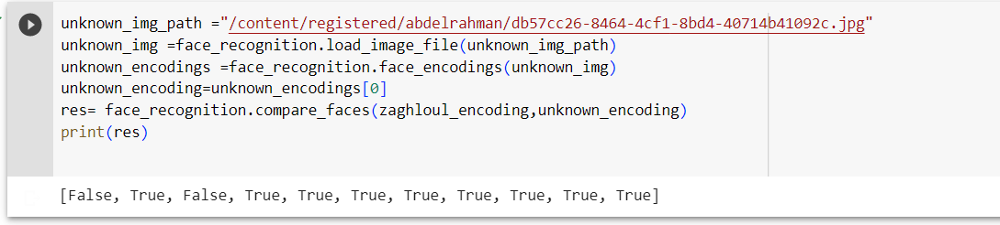 unknown_img_path ="/content/registered/abdelrahman/db57cc26-8464-4cf1-8bd4-40714b41092c.jpg"
unknown_img =face_recognition.load_image_file(unknown_img_path)
unknown_encodings =face_recognition.face_encodings(unknown_img)
unknown_encoding=unknown_encodings[0]
res= face_recognition.compare_faces(zaghloul_encoding,unknown_encoding)
print(res)
[False, True, False, True, True, True, True, True, True, True, True]